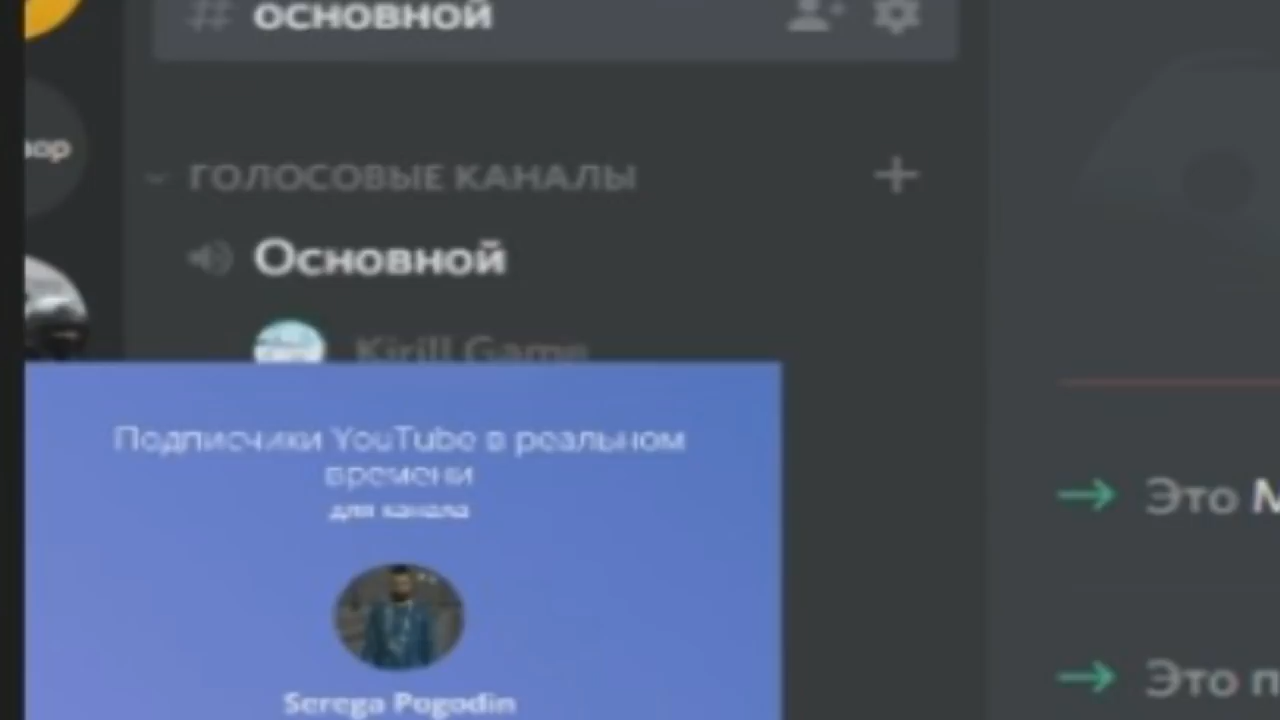 основной
ГОЛОСОВЫЕ КАНАЛЫ
Основной
Kirill Game
Подписчики YouTube в реальном
времени
для канала
Serega Pogodin
Это
Это